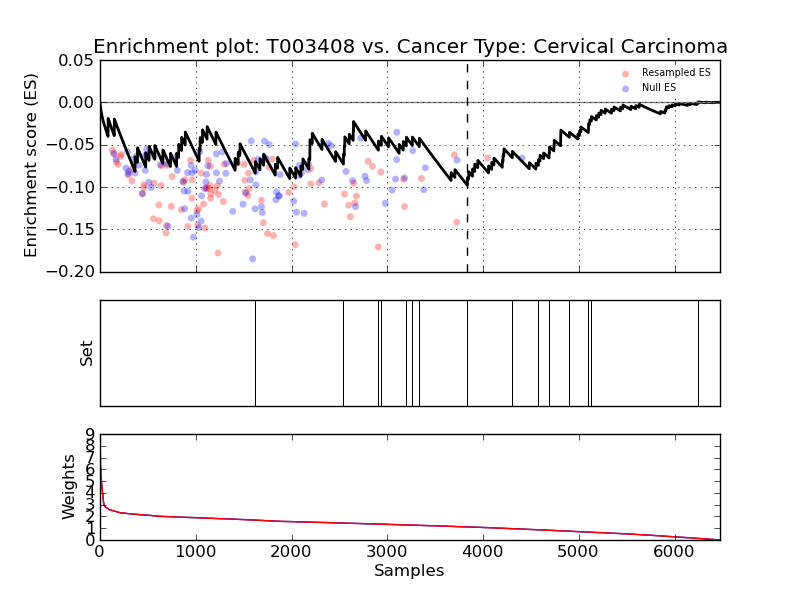 Enrichment plot: T003408 vs. Cancer Type: Cervical Carcinoma
Enrichment score (ES)
0.05
0.00
−0.05
−0.10
−0.15
−0.20
Resampled ES
Null ES
Set
Weights
9
8
7
6
5
4
3
2
1
0
0 1000 2000 3000 4000 5000 6000
Samples